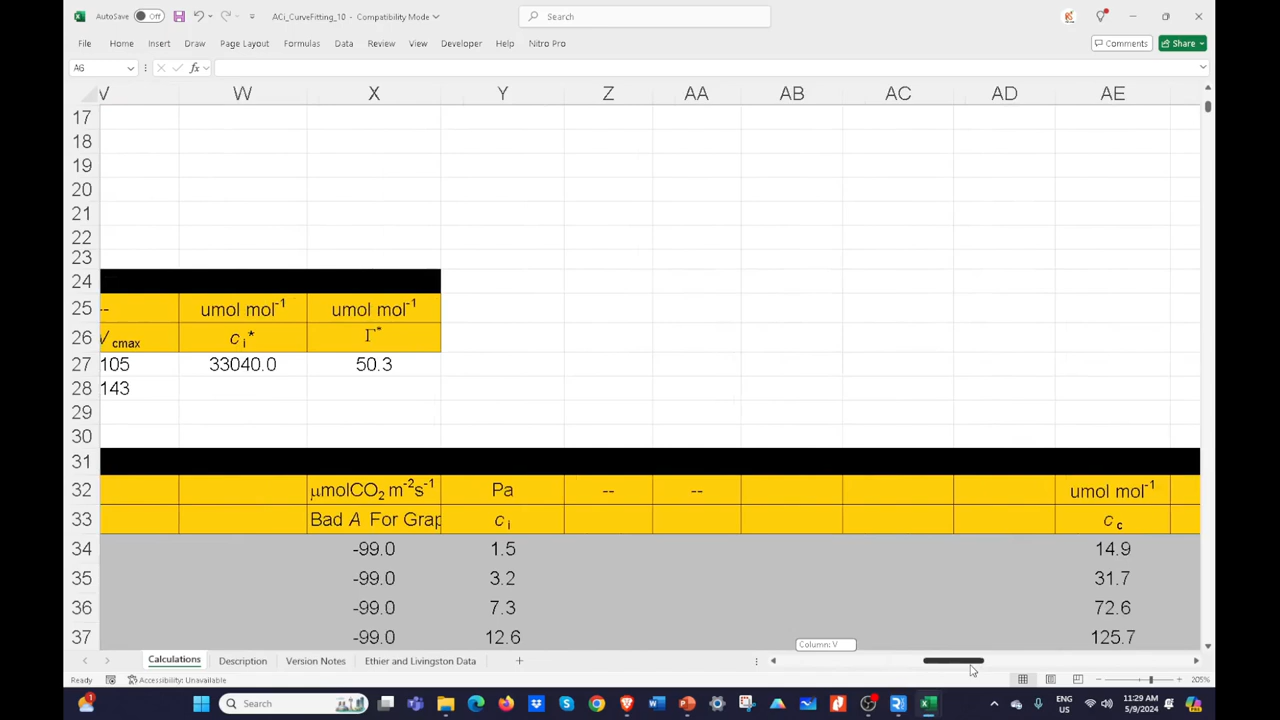 AutoSave Off ACi_CurveFitting_10 - Compatibility Mode Search
File Home Insert Draw Page Layout Formulas Data Review View Developer Help Nitro Pro Comments Share
A6 fx
V W X Y Z AA AB AC AD AE
17
18
19
20
21
22
23
24
25 -- umol mol-1 umol mol-1
26 V cmax c i* Γ*
27 105 33040.0 50.3
28 143
29
30
31
32 μmolCO2 m-2s-1 Pa -- -- umol mol-1
33 Bad A For Grap c i c c
34 -99.0 1.5 14.9
35 -99.0 3.2 31.7
36 -99.0 7.3 72.6
37 -99.0 12.6 125.7
Column: V
Calculations Description Version Notes Ethier and Livingston Data
Ready Accessibility: Unavailable 205%
Search ENG US 11:29 AM 5/9/2024